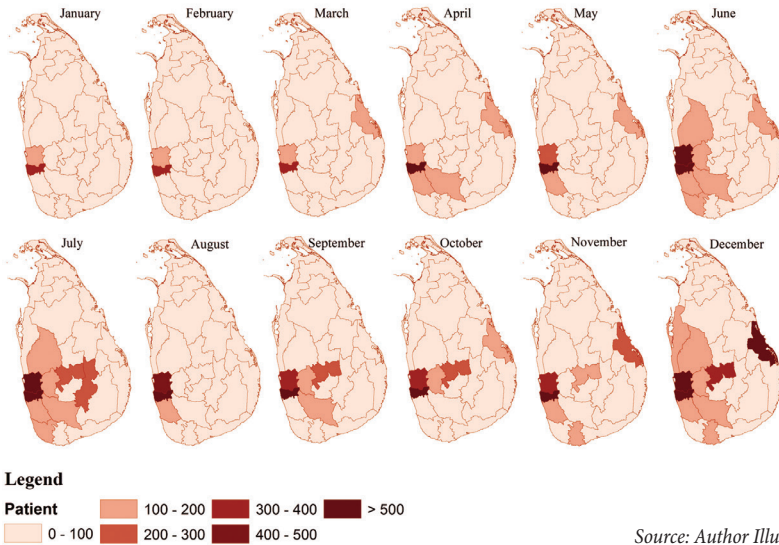 January February March April May June
July August September October November December
Legend
Patient 100 - 200 300 - 400 > 500
0 - 100 200 - 300 400 - 500
Source: Author Illu